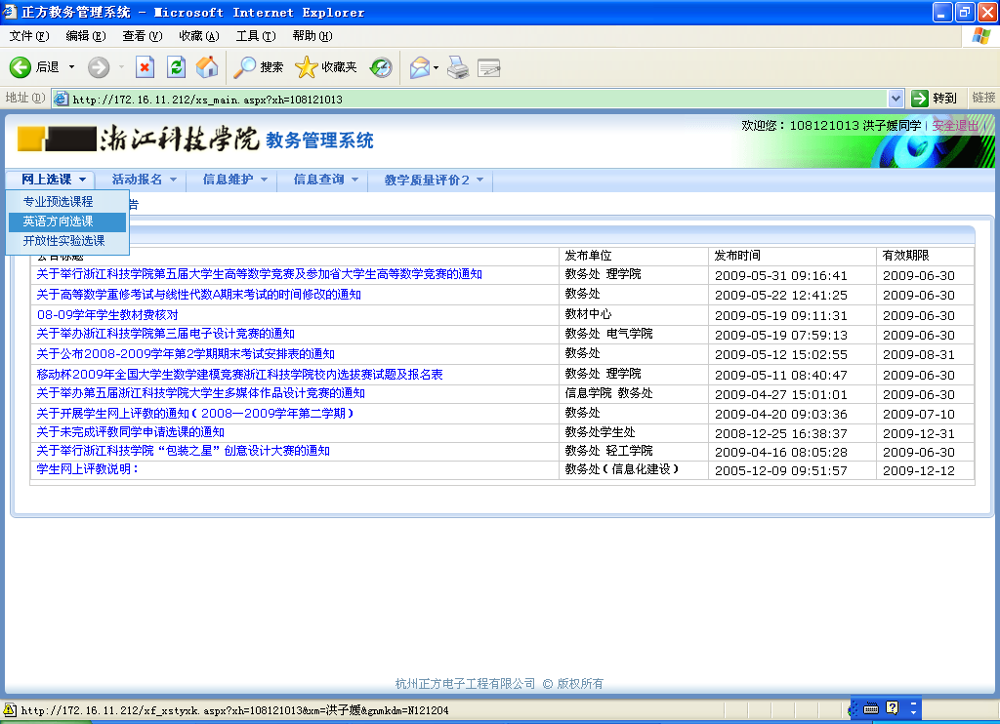 正方教务管理系统 - Microsoft Internet Explorer
文件(F) 编辑(E) 查看(V) 收藏(A) 工具(T) 帮助(H)
后退 搜索 收藏夹
地址(D) http://172.16.11.212/xs_main.aspx?xh=108121013 转到 链接
浙江科技学院 教务管理系统 欢迎您：108121013 洪子媛同学 | 安全退出 |
网上选课 活动报名 信息维护 信息查询 教学质量评价2
专业预选课程 告
英语方向选课
开放性实验选课
公告标题 发布单位 发布时间 有效期限
关于举行浙江科技学院第五届大学生高等数学竞赛及参加省大学生高等数学竞赛的通知 教务处 理学院 2009-05-31 09:16:41 2009-06-30
关于高等数学重修考试与线性代数A期末考试的时间修改的通知 教务处 2009-05-22 12:41:25 2009-06-30
08-09学年学生教材费核对 教材中心 2009-05-19 09:11:31 2009-06-30
关于举办浙江科技学院第三届电子设计竞赛的通知 教务处 电气学院 2009-05-19 07:59:13 2009-06-30
关于公布2008-2009学年第2学期期末考试安排表的通知 教务处 2009-05-12 15:02:55 2009-08-31
移动杯2009年全国大学生数学建模竞赛浙江科技学院校内选拔赛试题及报名表 教务处 理学院 2009-05-11 08:40:47 2009-06-30
关于举办第五届浙江科技学院大学生多媒体作品设计竞赛的通知 信息学院 教务处 2009-04-27 15:01:01 2009-06-30
关于开展学生网上评教的通知（2008—2009学年第二学期） 教务处 2009-04-20 09:03:36 2009-07-10
关于未完成评教同学申请选课的通知 教务处学生处 2008-12-25 16:38:37 2009-12-31
关于举行浙江科技学院“包装之星”创意设计大赛的通知 教务处 轻工学院 2009-04-16 08:05:28 2009-06-30
学生网上评教说明： 教务处（信息化建设） 2005-12-09 09:51:57 2009-12-12
杭州正方电子工程有限公司 © 版权所有
http://172.16.11.212/xf_xstyxk.aspx?xh=108121013&xm=洪子媛&gnmkdm=N121204